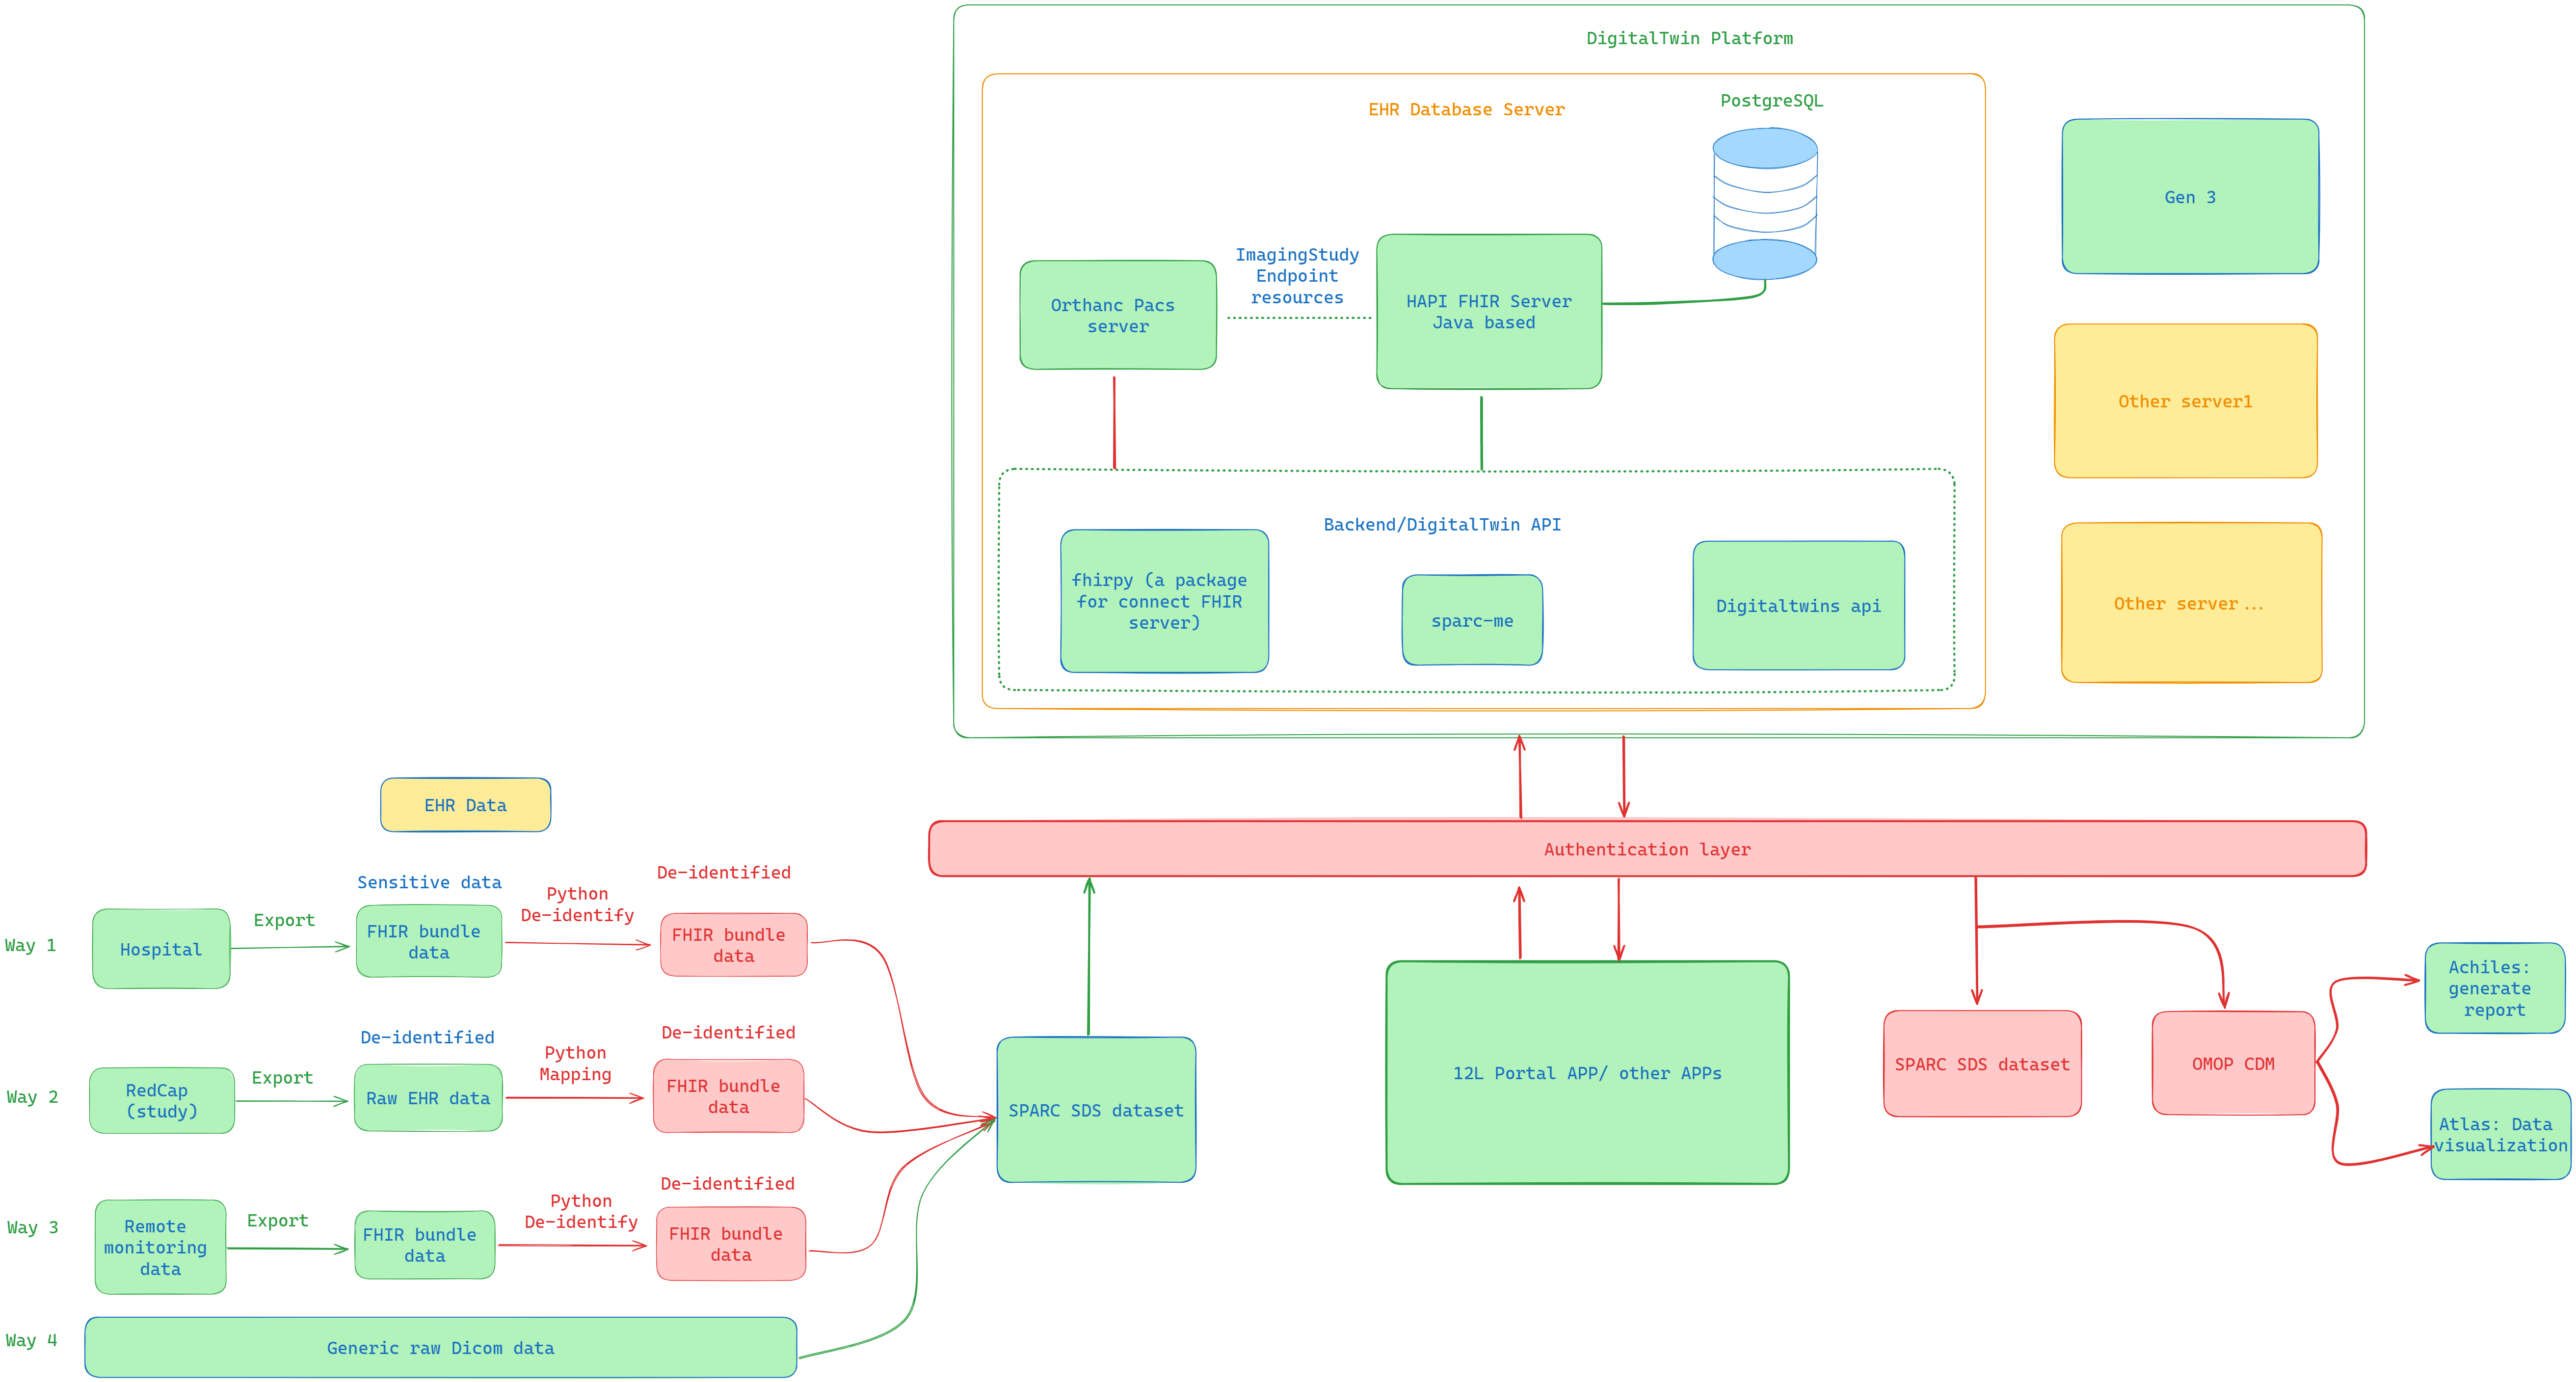 DigitalTwin Platform
EHR Database Server
PostgreSQL
Gen 3
ImagingStudy
Endpoint
resources
Orthanc Pacs
server
HAPI FHIR Server
Java based
Other server1
Backend/DigitalTwin API
fhirpy (a package
for connect FHIR
server)
sparc-me
Digitaltwins api
Other server...
EHR Data
Authentication layer
Way 1
Hospital
Export
Sensitive data
FHIR bundle
data
Python
De-identify
De-identified
FHIR bundle
data
Way 2
RedCap
(study)
Export
De-identified
Raw EHR data
Python
Mapping
De-identified
FHIR bundle
data
Way 3
Remote
monitoring
data
Export
FHIR bundle
data
Python
De-identify
De-identified
FHIR bundle
data
Way 4
Generic raw Dicom data
SPARC SDS dataset
12L Portal APP/ other APPs
SPARC SDS dataset
OMOP CDM
Achiles:
generate
report
Atlas: Data
visualization